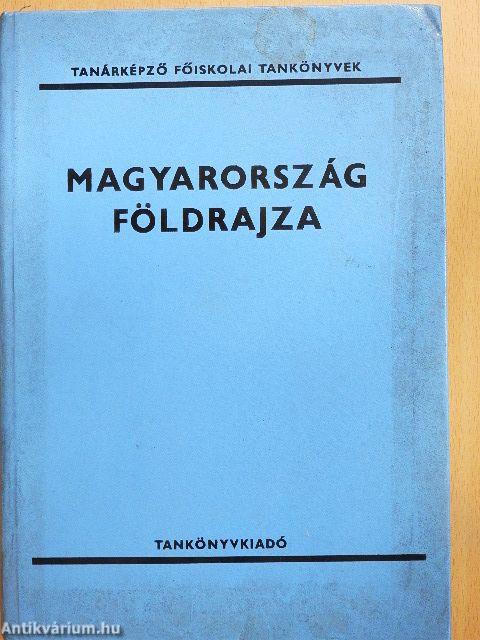 TANÁRKÉPZŐ FŐISKOLAI TANKÖNYVEK
MAGYARORSZÁG
FÖLDRAJZA
TANKÖNYVKIADÓ
Antikvárium.hu